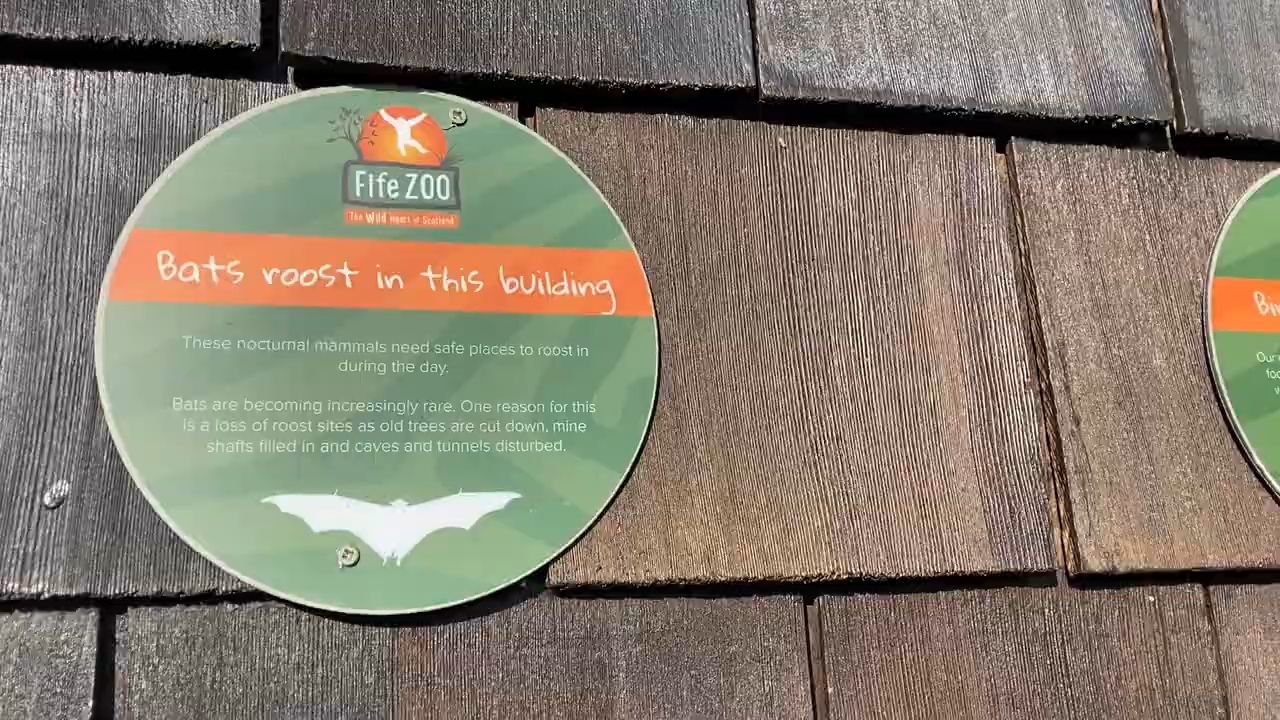 Fife ZOO
The Wild Heart of Scotland
Bats roost in this building
These nocturnal mammals need safe places to roost in
during the day.
Bats are becoming increasingly rare. One reason for this
is a loss of roost sites as old trees are cut down, mine
shafts filled in and caves and tunnels disturbed.